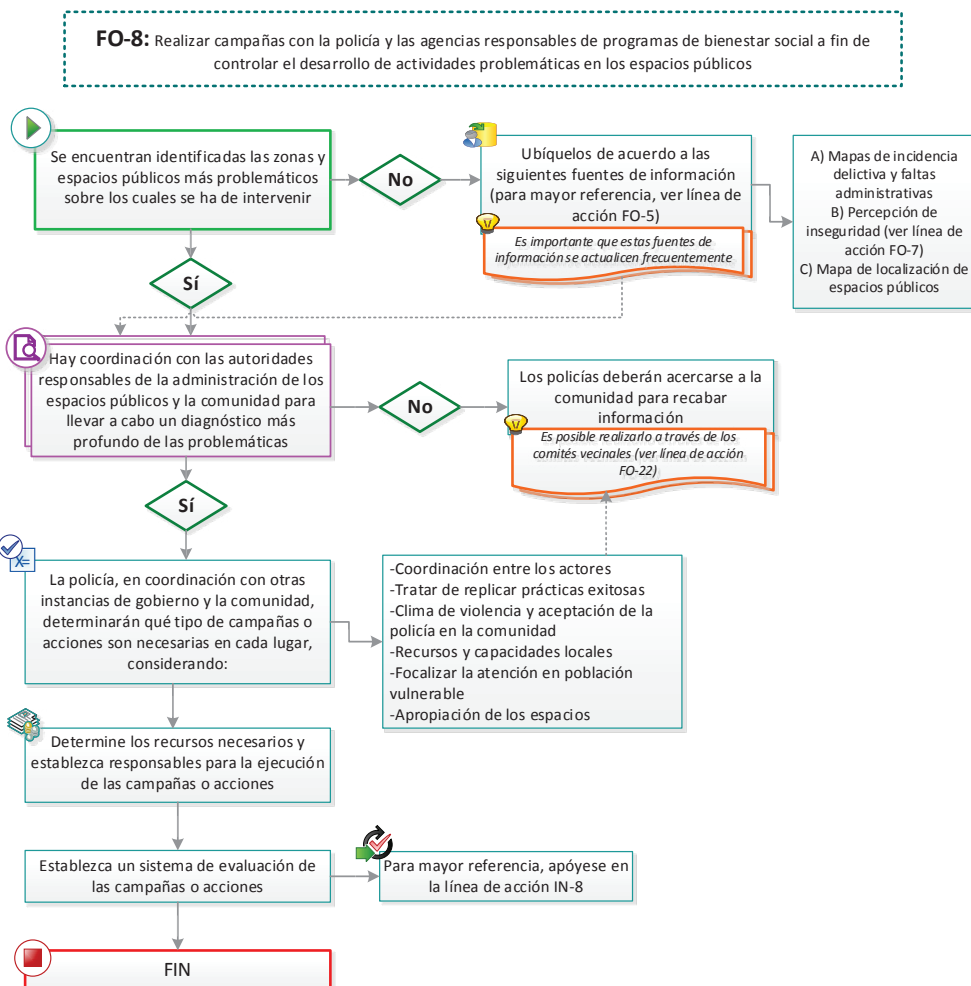 FO-8: Realizar campañas con la policía y las agencias responsables de programas de bienestar social a fin de
controlar el desarrollo de actividades problemáticas en los espacios públicos
Se encuentran identificadas las zonas y
espacios públicos más problemáticos
sobre los cuales se ha de intervenir
No
Ubíquelos de acuerdo a las
siguientes fuentes de información
(para mayor referencia, ver línea de
acción FO-5)
Es importante que estas fuentes de
información se actualicen frecuentemente
A) Mapas de incidencia
delictiva y faltas
administrativas
B) Percepción de
inseguridad (ver línea de
acción FO-7)
C) Mapa de localización de
espacios públicos
Sí
Hay coordinación con las autoridades
responsables de la administración de los
espacios públicos y la comunidad para
llevar a cabo un diagnóstico más
profundo de las problemáticas
No
Los policías deberán acercarse a la
comunidad para recabar
información
Es posible realizarlo a través de los
comités vecinales (ver línea de acción
FO-22)
Sí
La policía, en coordinación con otras
instancias de gobierno y la comunidad,
determinarán qué tipo de campañas o
acciones son necesarias en cada lugar,
considerando:
-Coordinación entre los actores
-Tratar de replicar prácticas exitosas
-Clima de violencia y aceptación de la
policía en la comunidad
-Recursos y capacidades locales
-Focalizar la atención en población
vulnerable
-Apropiación de los espacios
Determine los recursos necesarios y
establezca responsables para la ejecución
de las campañas o acciones
Establezca un sistema de evaluación de
las campañas o acciones
Para mayor referencia, apóyese en
la línea de acción IN-8
FIN